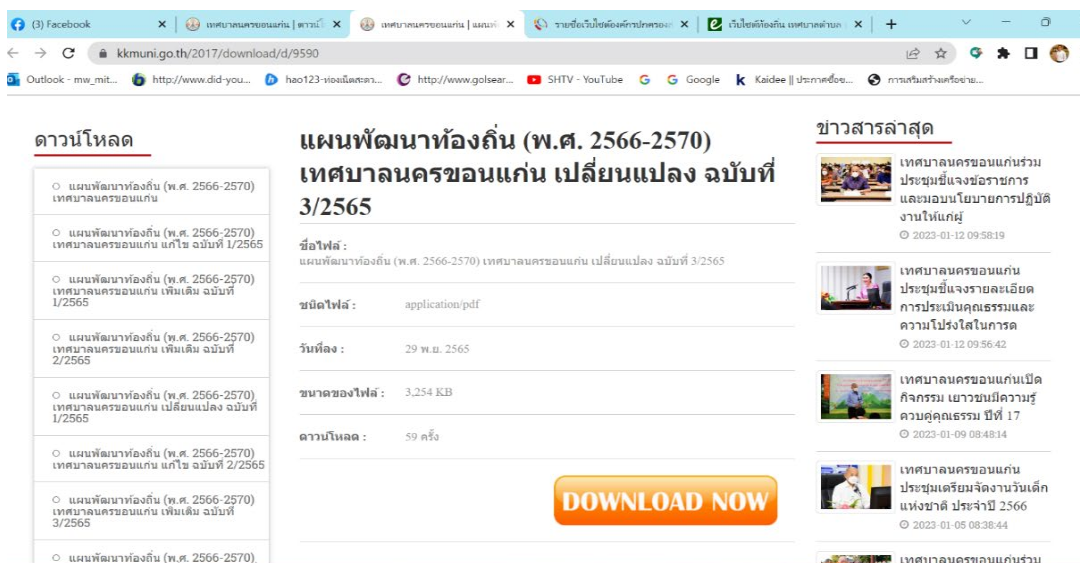 (3) Facebook
เทศบาลนครขอนแก่น | ดาวน์โ
เทศบาลนครขอนแก่น | แผนพั
รายชื่อเว็บไซต์องค์กรปกครอง
เว็บไซต์ท้องถิ่น เทศบาลตำบล
kkmuni.go.th/2017/download/d/9590
Outlook - mw_mit...
http://www.did-you...
hao123-ท่องเน็ตสะดว...
http://www.golsear...
SHTV - YouTube
G
Google
Kaidee || ประกาศซื้อข...
การเสริมสร้างเครือข่าย...
ดาวน์โหลด
แผนพัฒนาท้องถิ่น (พ.ศ. 2566-2570)
เทศบาลนครขอนแก่น
แผนพัฒนาท้องถิ่น (พ.ศ. 2566-2570)
เทศบาลนครขอนแก่น แก้ไข ฉบับที่ 1/2565
แผนพัฒนาท้องถิ่น (พ.ศ. 2566-2570)
เทศบาลนครขอนแก่น เพิ่มเติม ฉบับที่
1/2565
แผนพัฒนาท้องถิ่น (พ.ศ. 2566-2570)
เทศบาลนครขอนแก่น เพิ่มเติม ฉบับที่
2/2565
แผนพัฒนาท้องถิ่น (พ.ศ. 2566-2570)
เทศบาลนครขอนแก่น เปลี่ยนแปลง ฉบับที่
1/2565
แผนพัฒนาท้องถิ่น (พ.ศ. 2566-2570)
เทศบาลนครขอนแก่น แก้ไข ฉบับที่ 2/2565
แผนพัฒนาท้องถิ่น (พ.ศ. 2566-2570)
เทศบาลนครขอนแก่น เพิ่มเติม ฉบับที่
3/2565
แผนพัฒนาท้องถิ่น (พ.ศ. 2566-2570)
แผนพัฒนาท้องถิ่น (พ.ศ. 2566-2570)
เทศบาลนครขอนแก่น เปลี่ยนแปลง ฉบับที่
3/2565
ชื่อไฟล์ :
แผนพัฒนาท้องถิ่น (พ.ศ. 2566-2570) เทศบาลนครขอนแก่น เปลี่ยนแปลง ฉบับที่ 3/2565
ชนิดไฟล์ : application/pdf
วันที่ลง : 29 พ.ย. 2565
ขนาดของไฟล์ : 3,254 KB
ดาวน์โหลด : 59 ครั้ง
DOWNLOAD NOW
ข่าวสารล่าสุด
เทศบาลนครขอนแก่นร่วม
ประชุมชี้แจงข้อราชการ
และมอบนโยบายการปฏิบัติ
งานให้แก่ผู้
2023-01-12 09:58:19
เทศบาลนครขอนแก่น
ประชุมชี้แจงรายละเอียด
การประเมินคุณธรรมและ
ความโปร่งใสในการด
2023-01-12 09:56:42
เทศบาลนครขอนแก่นเปิด
กิจกรรม เยาวชนมีความรู้
ควบคู่คุณธรรม ปีที่ 17
2023-01-09 08:48:14
เทศบาลนครขอนแก่น
ประชุมเตรียมจัดงานวันเด็ก
แห่งชาติ ประจำปี 2566
2023-01-05 08:38:44
เทศบาลนครขอนแก่นร่วม